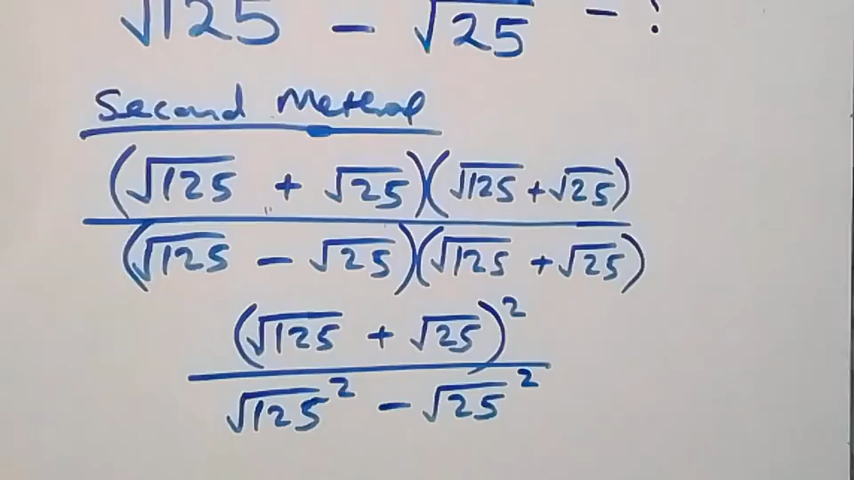 √125 - √25 - ?
Second Method
(√125 + √25)(√125 + √25)
(√125 - √25)(√125 + √25)
(√125 + √25)²
√125² - √25²